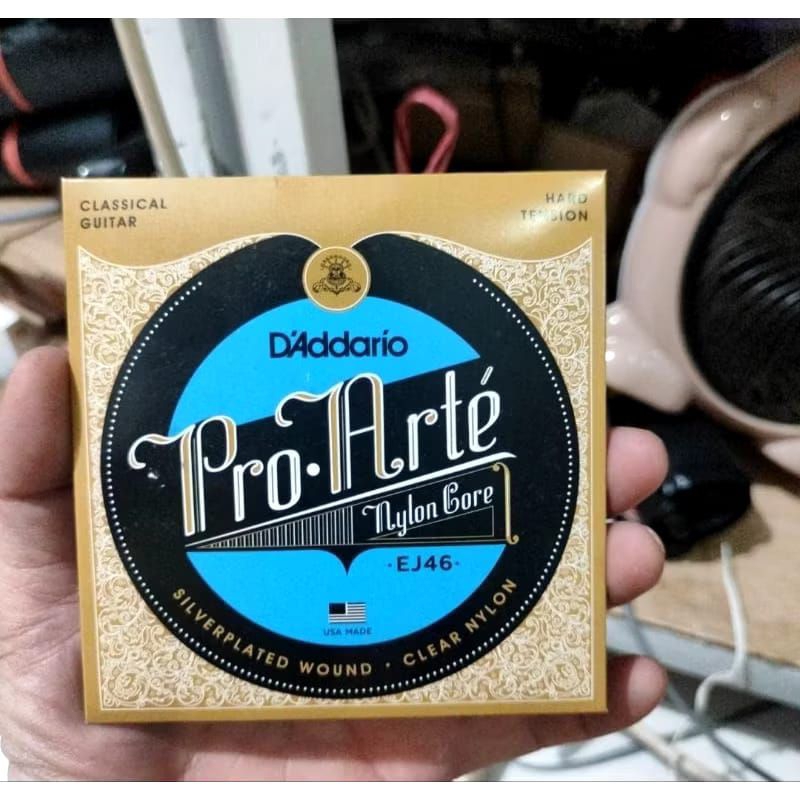 CLASSICAL
GUITAR
HARD
TENSION
D'Addario
Pro·Arté
Nylon Core
·EJ46·
USA MADE
SILVERPLATED WOUND · CLEAR NYLON